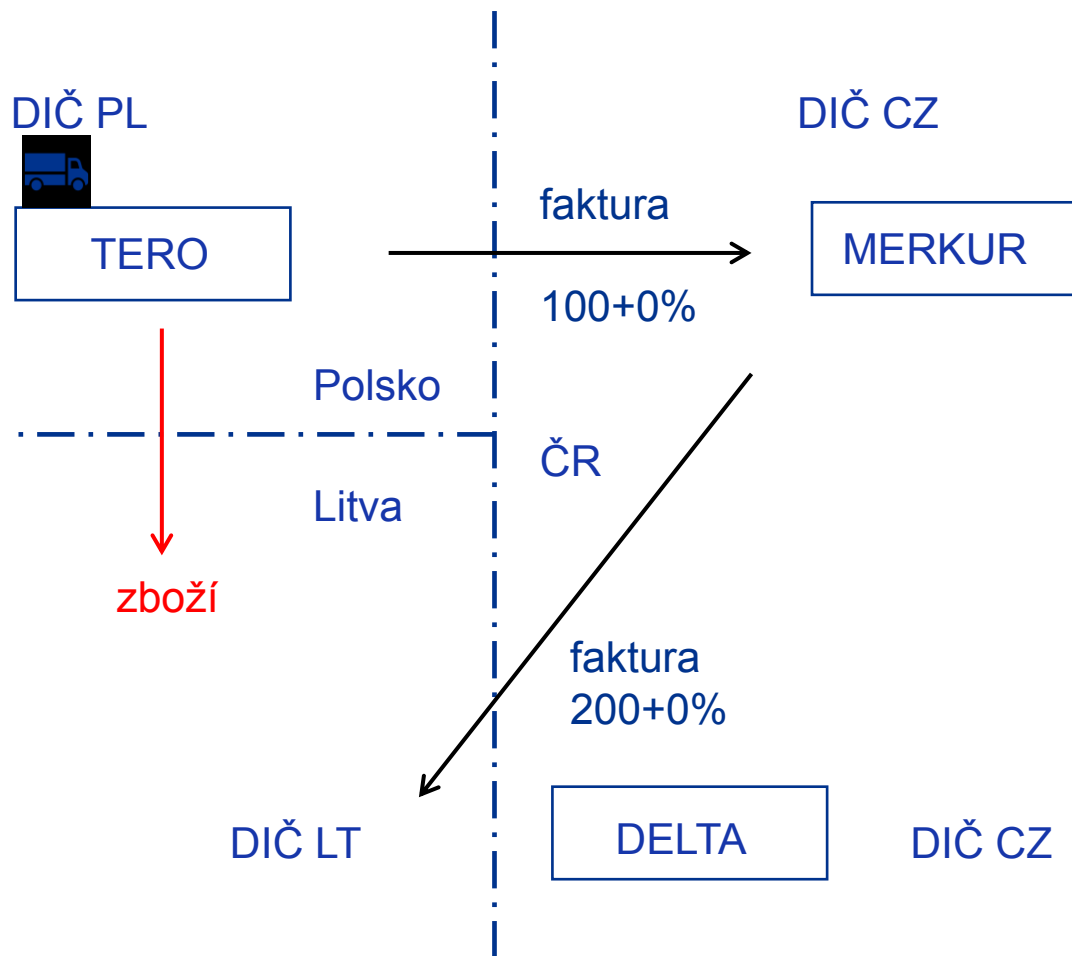 DIČ PL
DIČ CZ
faktura
TERO
MERKUR
100+0%
Polsko
ČR
Litva
zboží
faktura
200+0%
DIČ LT
DELTA
DIČ CZ